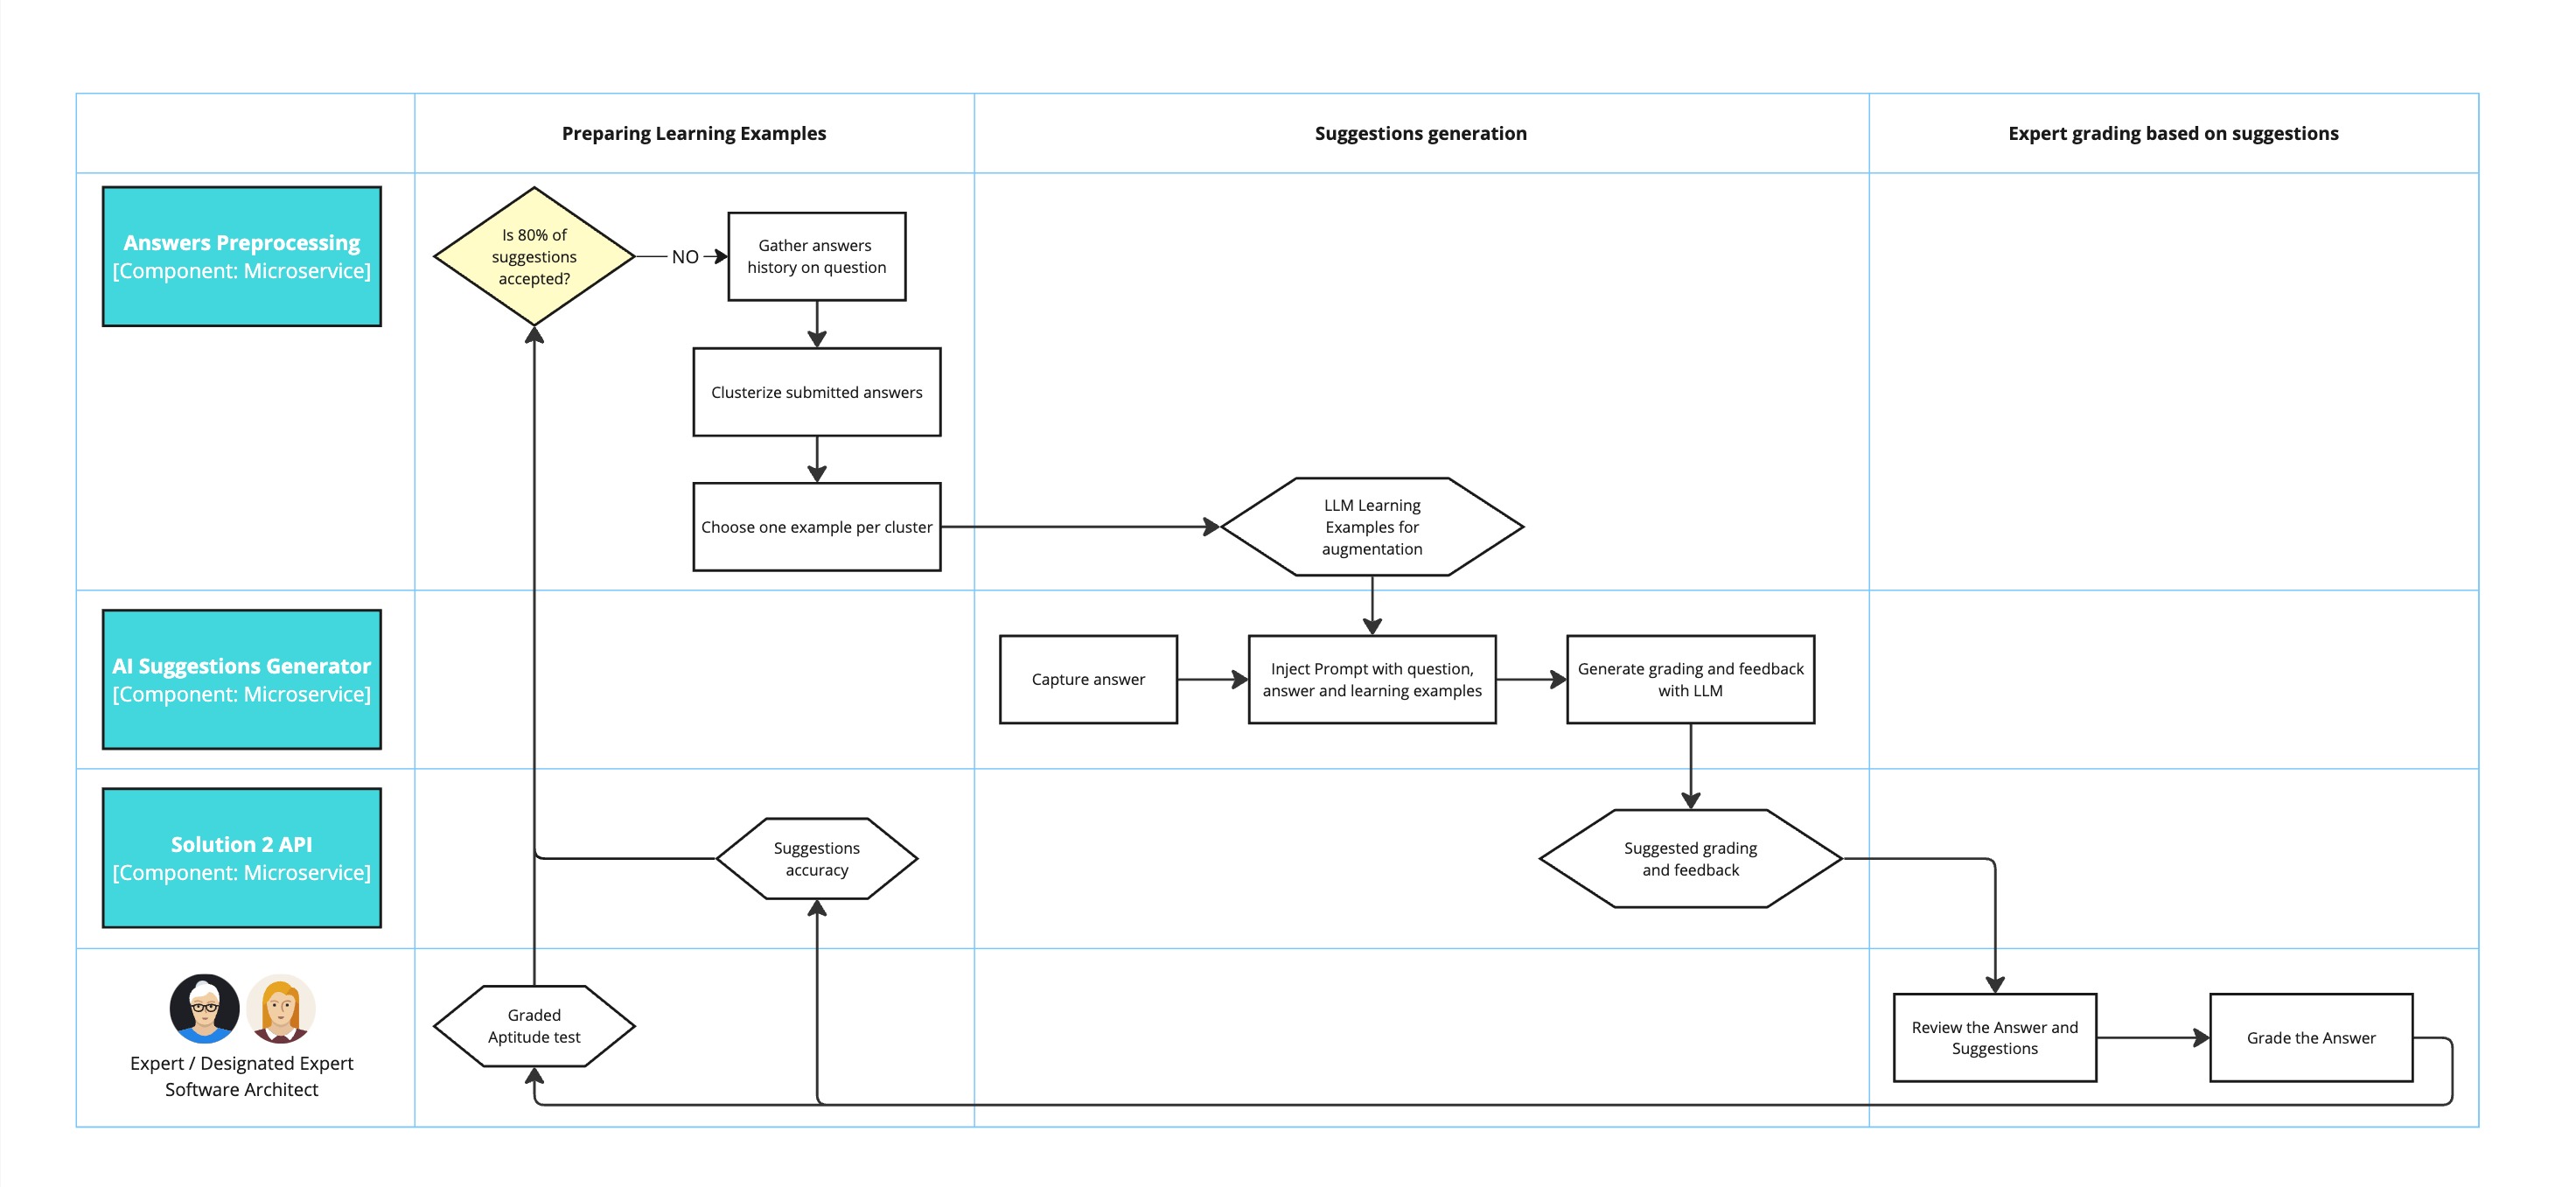 Preparing Learning Examples
Suggestions generation
Expert grading based on suggestions
Answers Preprocessing
[Component: Microservice]
Is 80% of
suggestions
accepted?
NO
Gather answers
history on question
Clusterize submitted answers
Choose one example per cluster
LLM Learning
Examples for
augmentation
AI Suggestions Generator
[Component: Microservice]
Capture answer
Inject Prompt with question,
answer and learning examples
Generate grading and feedback
with LLM
Solution 2 API
[Component: Microservice]
Suggestions
accuracy
Suggested grading
and feedback
Expert / Designated Expert
Software Architect
Graded
Aptitude test
Review the Answer and
Suggestions
Grade the Answer